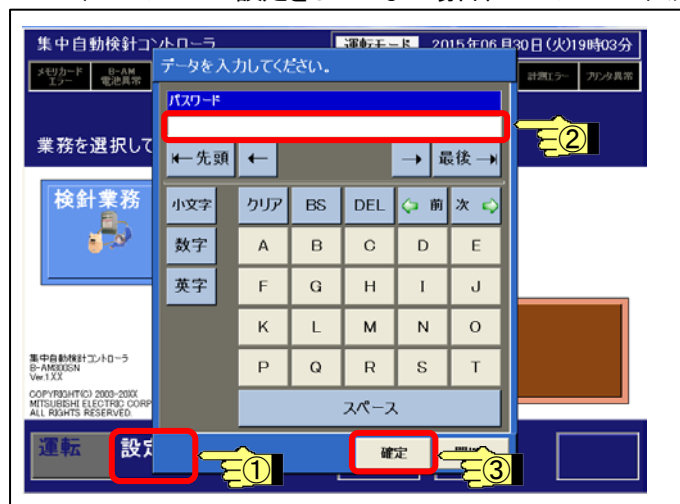 集中自動検針コントローラ
運転モード 2015年06月30日(火)19時03分
メモリカード
エラー
B-AM
電池異常
計測エラー
プリンタ異常
データを入力してください。
パスワード
②
業務を選択して
先頭 ← → 最後
検針業務
小文字 クリア BS DEL 前 次
数字 A B C D E
英字 F G H I J
K L M N O
P Q R S T
スペース
集中自動検針コントローラ
B-AM300SN
Ver.1.XX
COPYRIGHT(C) 2003-20XX
MITSUBISHI ELECTRIC CORP
ALL RIGHTS RESERVED.
運転 設定 ① 確定 ③